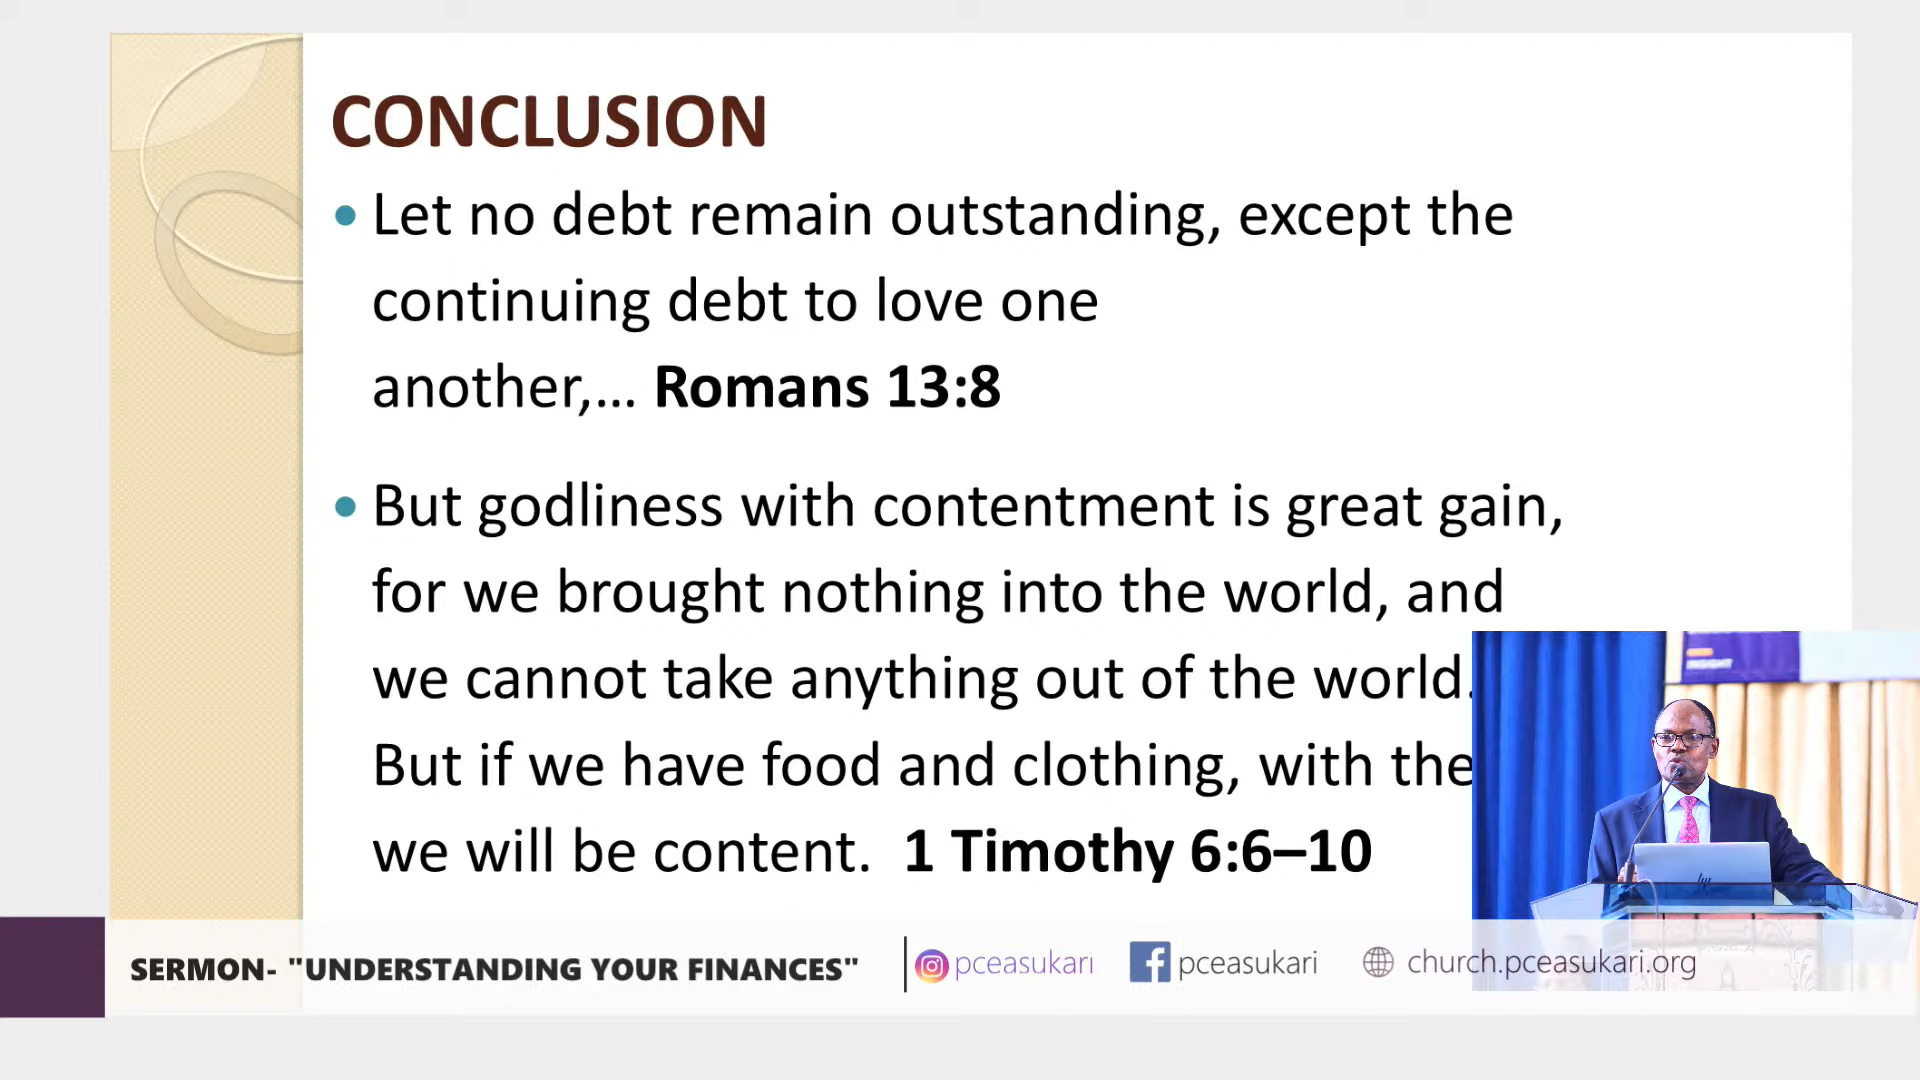 CONCLUSION
• Let no debt remain outstanding, except the
continuing debt to love one
another,... Romans 13:8
• But godliness with contentment is great gain,
for we brought nothing into the world, and
we cannot take anything out of the world.
But if we have food and clothing, with the
we will be content. 1 Timothy 6:6–10
INSIGHT
hp
SERMON- "UNDERSTANDING YOUR FINANCES"
pceasukari
pceasukari
church.pceasukari.org